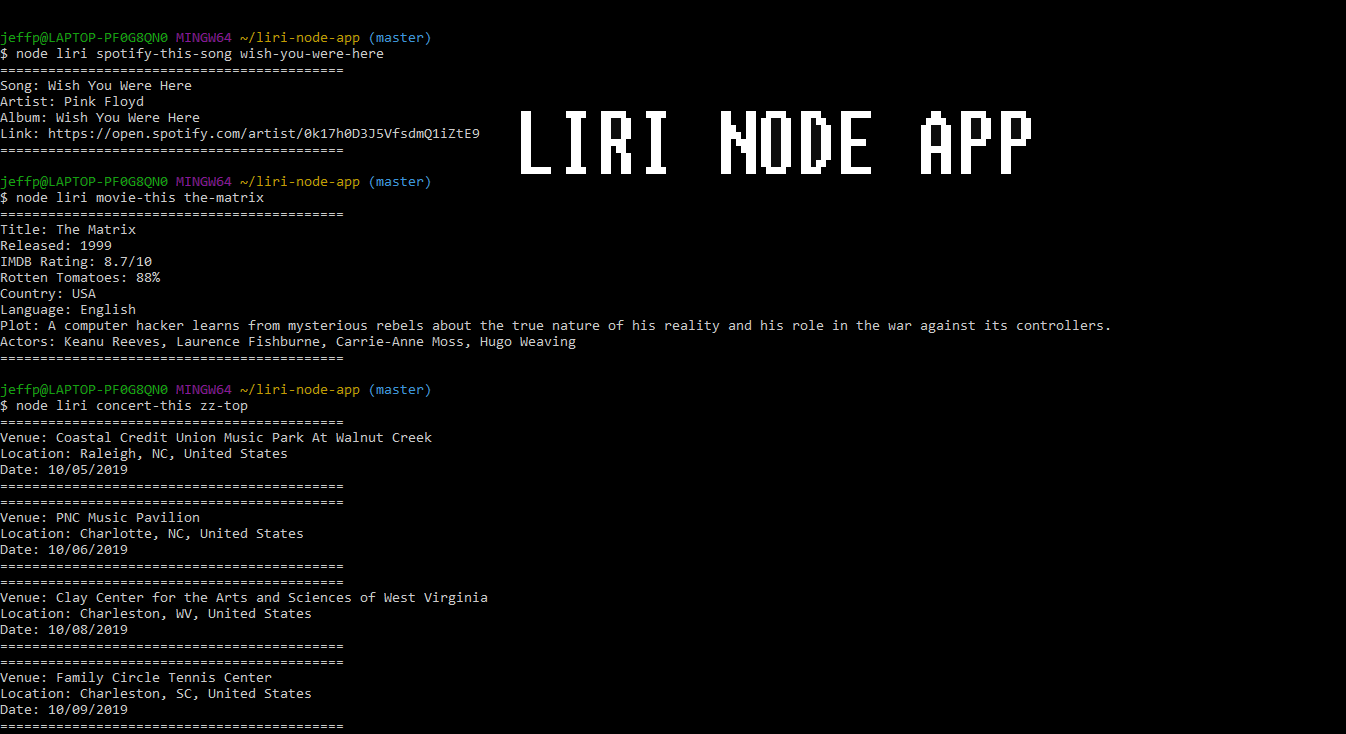 jeffp@LAPTOP-PF0G8QN0 MINGW64 ~/liri-node-app (master)
$ node liri spotify-this-song wish-you-were-here
===========================================
Song: Wish You Were Here
Artist: Pink Floyd
Album: Wish You Were Here
Link: https://open.spotify.com/artist/0k17h0D3J5VfsdmQ1iZtE9
===========================================
LIRI NODE APP
jeffp@LAPTOP-PF0G8QN0 MINGW64 ~/liri-node-app (master)
$ node liri movie-this the-matrix
===========================================
Title: The Matrix
Released: 1999
IMDB Rating: 8.7/10
Rotten Tomatoes: 88%
Country: USA
Language: English
Plot: A computer hacker learns from mysterious rebels about the true nature of his reality and his role in the war against its controllers.
Actors: Keanu Reeves, Laurence Fishburne, Carrie-Anne Moss, Hugo Weaving
===========================================
jeffp@LAPTOP-PF0G8QN0 MINGW64 ~/liri-node-app (master)
$ node liri concert-this zz-top
===========================================
Venue: Coastal Credit Union Music Park At Walnut Creek
Location: Raleigh, NC, United States
Date: 10/05/2019
===========================================
===========================================
Venue: PNC Music Pavilion
Location: Charlotte, NC, United States
Date: 10/06/2019
===========================================
===========================================
Venue: Clay Center for the Arts and Sciences of West Virginia
Location: Charleston, WV, United States
Date: 10/08/2019
===========================================
===========================================
Venue: Family Circle Tennis Center
Location: Charleston, SC, United States
Date: 10/09/2019
===========================================